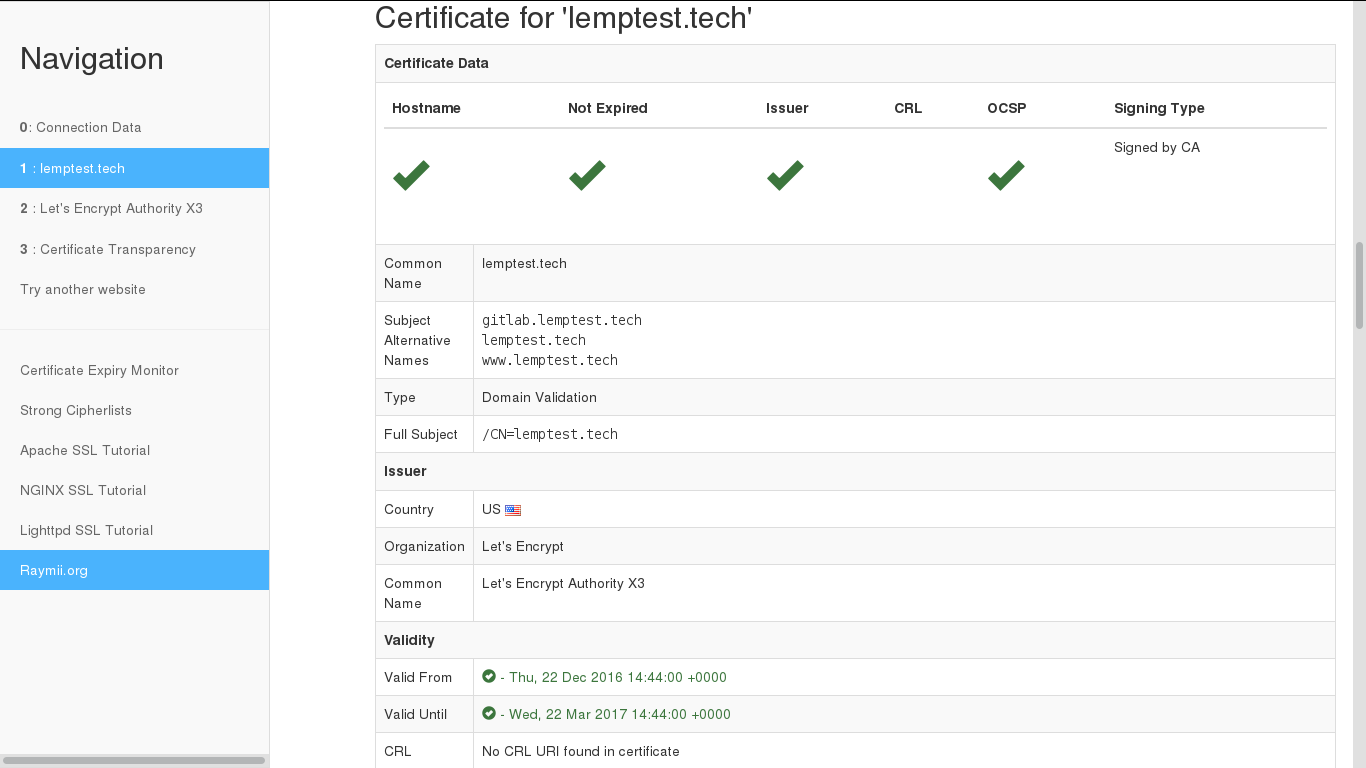 Navigation
0: Connection Data
1 : lemptest.tech
2 : Let's Encrypt Authority X3
3 : Certificate Transparency
Try another website
Certificate Expiry Monitor
Strong Cipherlists
Apache SSL Tutorial
NGINX SSL Tutorial
Lighttpd SSL Tutorial
Raymii.org
Certificate for 'lemptest.tech'
Certificate Data
Hostname Not Expired Issuer CRL OCSP Signing Type
Signed by CA
Common
Name
lemptest.tech
Subject
Alternative
Names
gitlab.lemptest.tech
lemptest.tech
www.lemptest.tech
Type Domain Validation
Full Subject /CN=lemptest.tech
Issuer
Country US
Organization Let's Encrypt
Common
Name
Let's Encrypt Authority X3
Validity
Valid From - Thu, 22 Dec 2016 14:44:00 +0000
Valid Until - Wed, 22 Mar 2017 14:44:00 +0000
CRL No CRL URI found in certificate